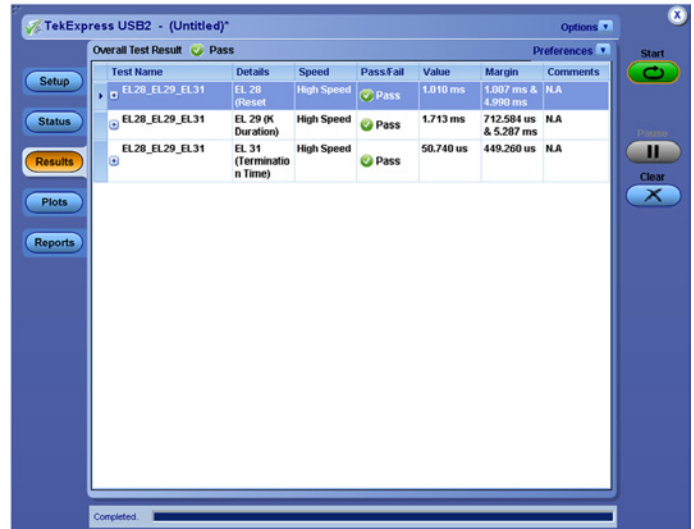 TekExpress USB2 - (Untitled)*
Options
Overall Test Result Pass
Preferences
Start
Setup
Status
Results
Plots
Reports
Test Name Details Speed Pass/Fail Value Margin Comments
EL28_EL29_EL31 EL 28 (Reset High Speed Pass 1.010 ms 1.007 ms & 4.990 ms N.A
EL28_EL29_EL31 EL 29 (K Duration) High Speed Pass 1.713 ms 712.584 us & 5.287 ms N.A
EL28_EL29_EL31 EL 31 (Terminatio n Time) High Speed Pass 50.740 us 449.260 us N.A
Pause
Clear
Completed.